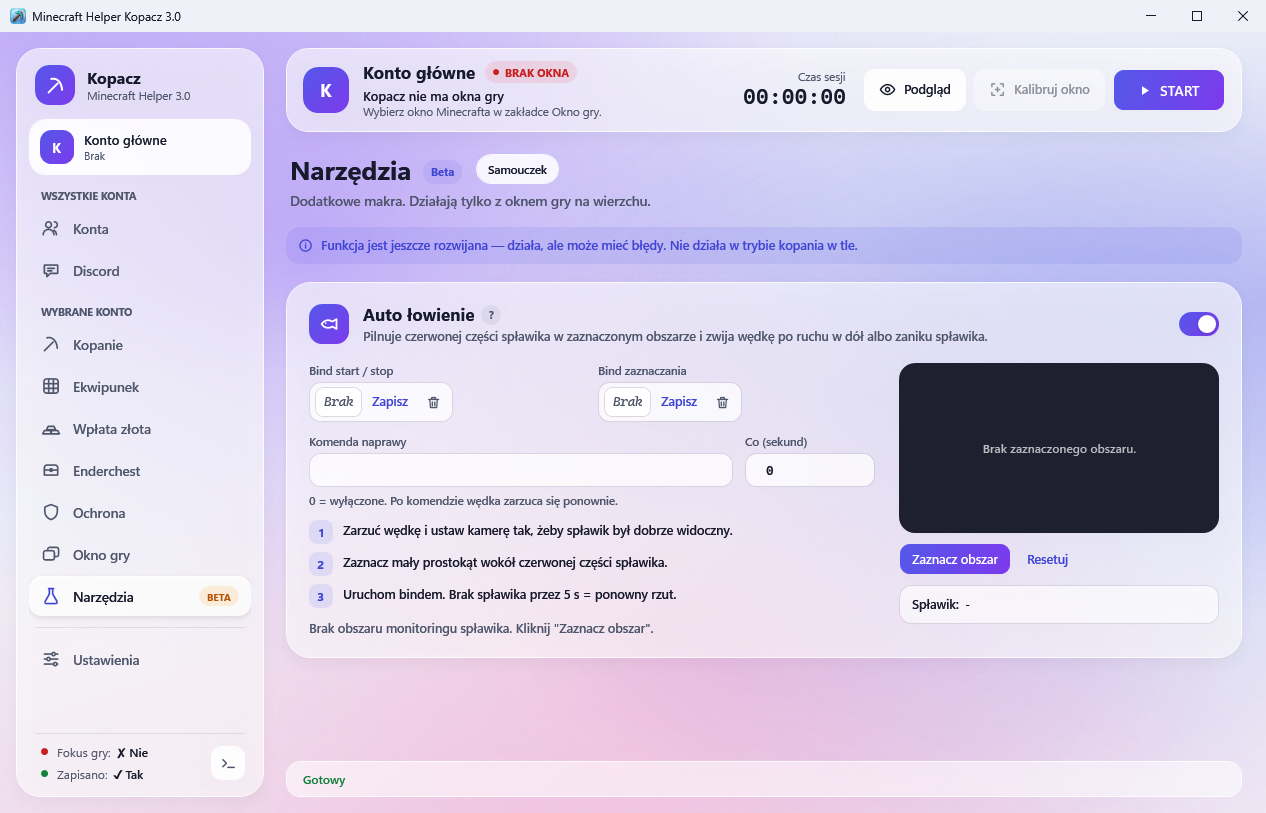 Minecraft Helper Kopacz 3.0
Kopacz
Minecraft Helper 3.0
K
Konto główne
Brak
WSZYSTKIE KONTA
Konta
Discord
WYBRANE KONTO
Kopanie
Ekwipunek
Wpłata złota
Enderchest
Ochrona
Okno gry
Narzędzia BETA
Ustawienia
Fokus gry: ✗ Nie
Zapisano: ✓ Tak
K
Konto główne BRAK OKNA
Kopacz nie ma okna gry
Wybierz okno Minecrafta w zakładce Okno gry.
Czas sesji
00:00:00
Podgląd
Kalibruj okno
START
Narzędzia Beta Samouczek
Dodatkowe makra. Działają tylko z oknem gry na wierzchu.
Funkcja jest jeszcze rozwijana — działa, ale może mieć błędy. Nie działa w trybie kopania w tle.
Auto łowienie ?
Pilnuje czerwonej części spławika w zaznaczonym obszarze i zwija wędkę po ruchu w dół albo zaniku spławika.
Bind start / stop
Brak Zapisz
Bind zaznaczania
Brak Zapisz
Komenda naprawy
Co (sekund)
0
0 = wyłączone. Po komendzie wędka zarzuca się ponownie.
1 Zarzuć wędkę i ustaw kamerę tak, żeby spławik był dobrze widoczny.
2 Zaznacz mały prostokąt wokół czerwonej części spławika.
3 Uruchom bindem. Brak spławika przez 5 s = ponowny rzut.
Brak obszaru monitoringu spławika. Kliknij "Zaznacz obszar".
Brak zaznaczonego obszaru.
Zaznacz obszar Resetuj
Spławik: -
Gotowy